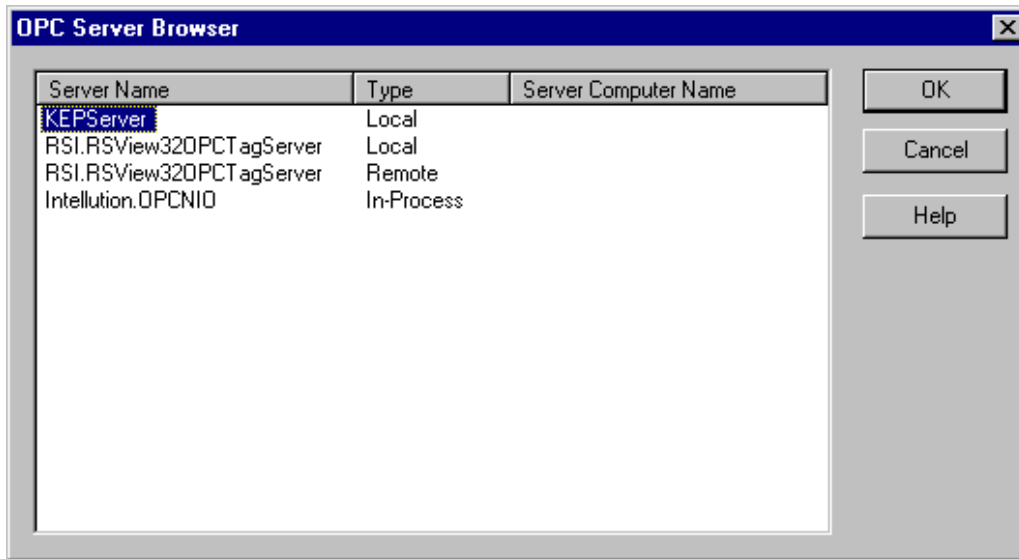 OPC Server Browser
Server Name Type Server Computer Name
KEPServer Local
RSI.RSView32OPCTagServer Local
RSI.RSView32OPCTagServer Remote
Intellution.OPCNIO In-Process
OK
Cancel
Help